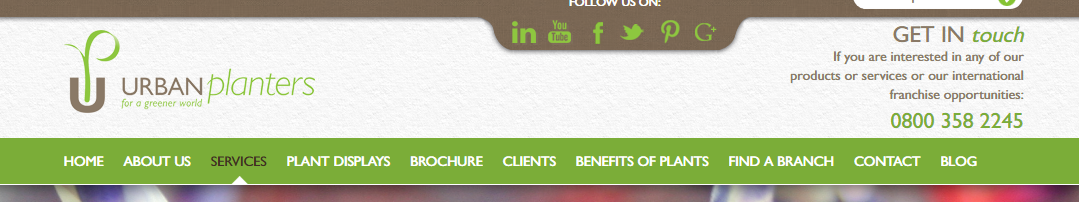 FOLLOW US ON:
in You Tube f G+
GET IN touch
If you are interested in any of our
products or services or our international
franchise opportunities:
0800 358 2245
URBAN planters
for a greener world
HOME ABOUT US SERVICES PLANT DISPLAYS BROCHURE CLIENTS BENEFITS OF PLANTS FIND A BRANCH CONTACT BLOG